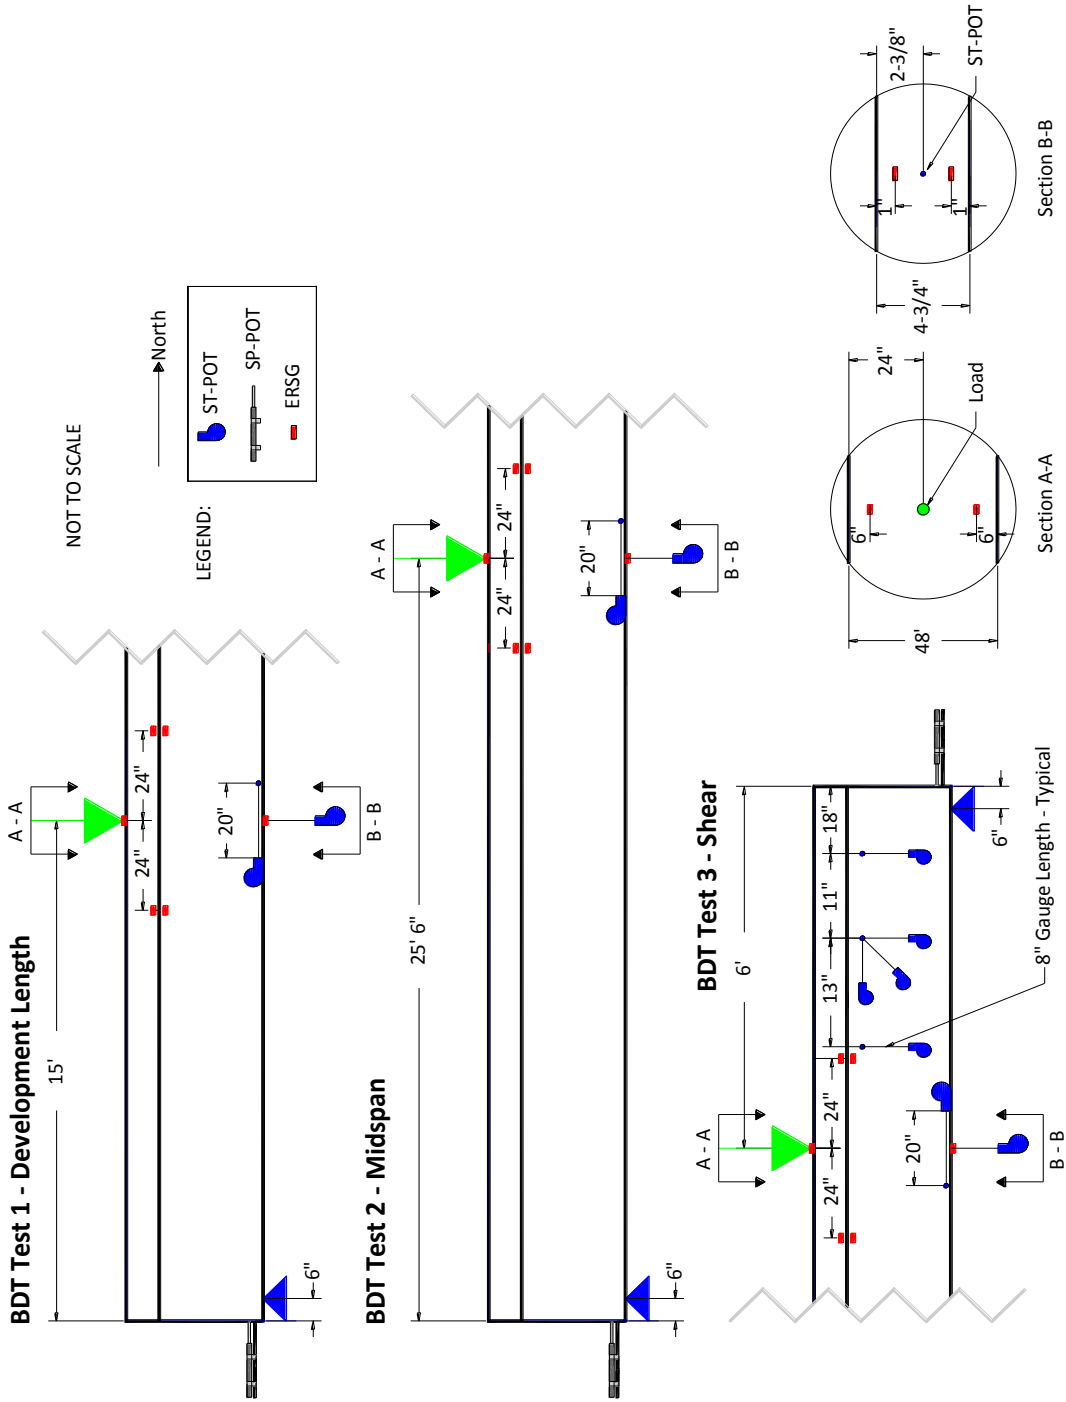 BDT Test 1 - Development Length
A - A
15'
24"
24"
20"
B - B
6"
NOT TO SCALE
North
LEGEND:
ST-POT
SP-POT
ERSG
BDT Test 2 - Midspan
A - A
25' 6"
24"
24"
20"
B - B
6"
BDT Test 3 - Shear
A - A
6'
24"
24"
13"
11"
18"
20"
6"
B - B
8" Gauge Length - Typical
48'
6"
6"
24"
Load
Section A-A
4-3/4"
1"
1"
2-3/8"
ST-POT
Section B-B